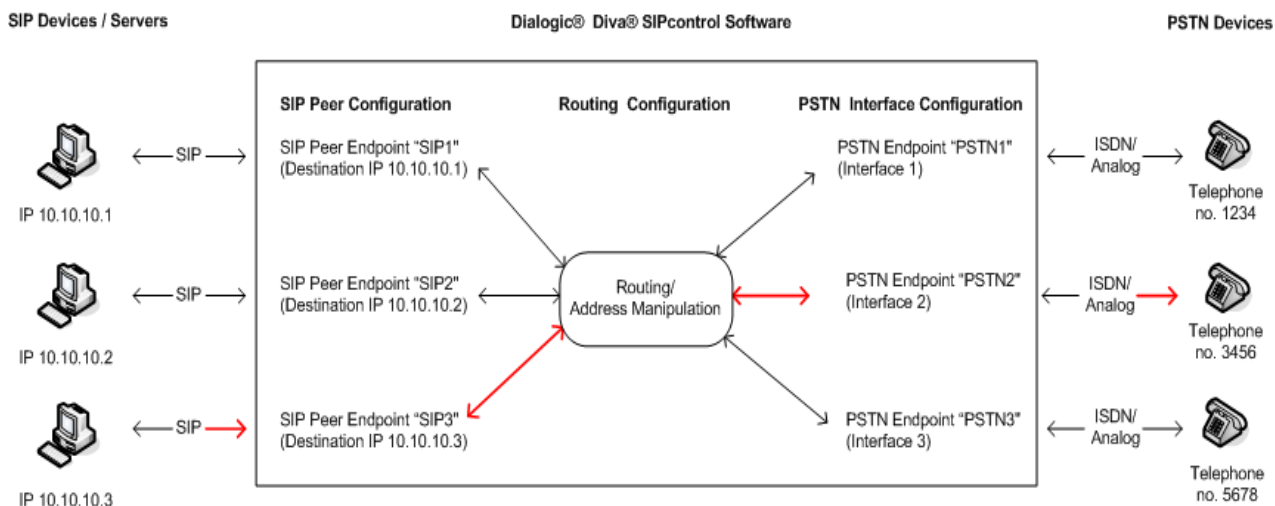 SIP Devices / Servers
Dialogic® Diva® SIPcontrol Software
PSTN Devices
SIP Peer Configuration
Routing Configuration
PSTN Interface Configuration
SIP
SIP Peer Endpoint "SIP1"
(Destination IP 10.10.10.1)
PSTN Endpoint "PSTN1"
(Interface 1)
ISDN/
Analog
IP 10.10.10.1
Telephone
no. 1234
SIP
SIP Peer Endpoint "SIP2"
(Destination IP 10.10.10.2)
Routing/
Address Manipulation
PSTN Endpoint "PSTN2"
(Interface 2)
ISDN/
Analog
IP 10.10.10.2
Telephone
no. 3456
SIP
SIP Peer Endpoint "SIP3"
(Destination IP 10.10.10.3)
PSTN Endpoint "PSTN3"
(Interface 3)
ISDN/
Analog
IP 10.10.10.3
Telephone
no. 5678